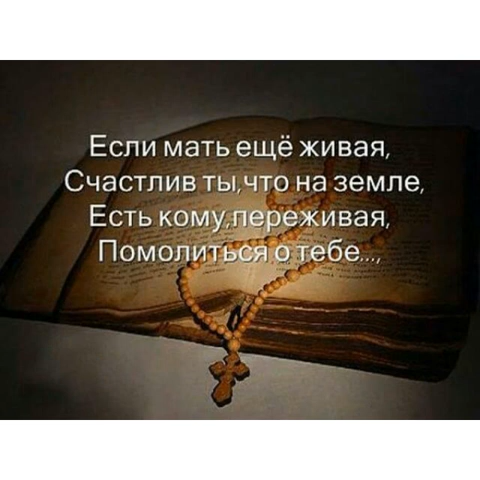 Если мать ещё живая,
Счастлив ты,что на земле,
Есть кому,переживая,
Помолиться о тебе...,